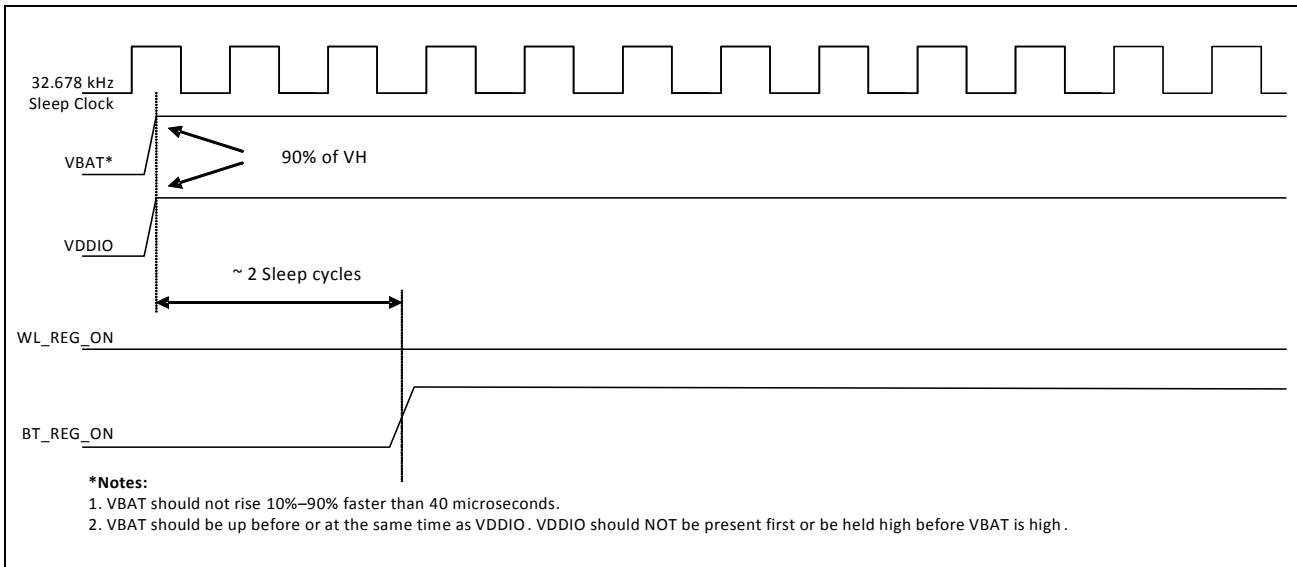 32.678 kHz
Sleep Clock
90% of VH
VBAT*
VDDIO
~ 2 Sleep cycles
WL_REG_ON
BT_REG_ON
*Notes:
1. VBAT should not rise 10%–90% faster than 40 microseconds.
2. VBAT should be up before or at the same time as VDDIO. VDDIO should NOT be present first or be held high before VBAT is high.